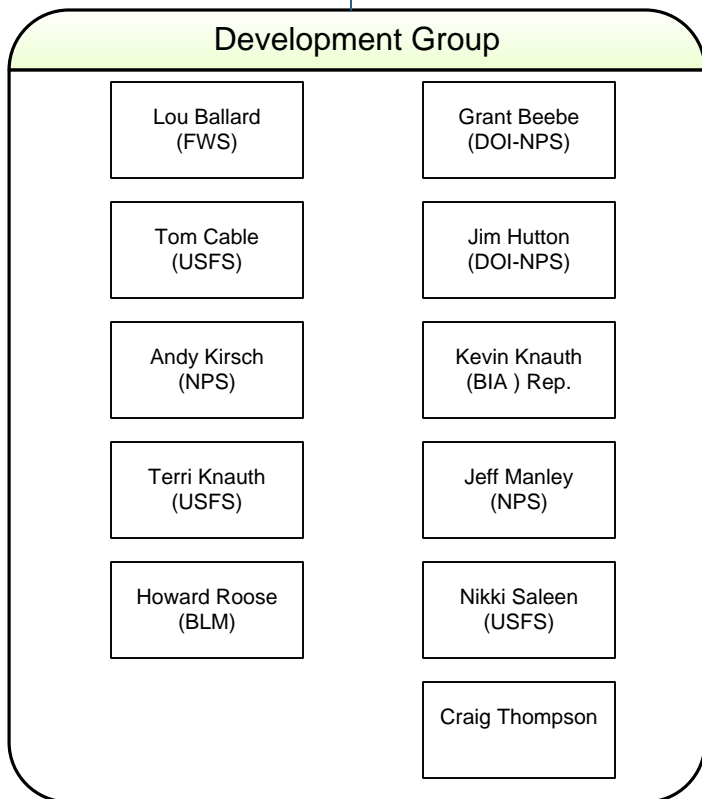 Development Group
Lou Ballard
(FWS)
Grant Beebe
(DOI-NPS)
Tom Cable
(USFS)
Jim Hutton
(DOI-NPS)
Andy Kirsch
(NPS)
Kevin Knauth
(BIA ) Rep.
Terri Knauth
(USFS)
Jeff Manley
(NPS)
Howard Roose
(BLM)
Nikki Saleen
(USFS)
Craig Thompson